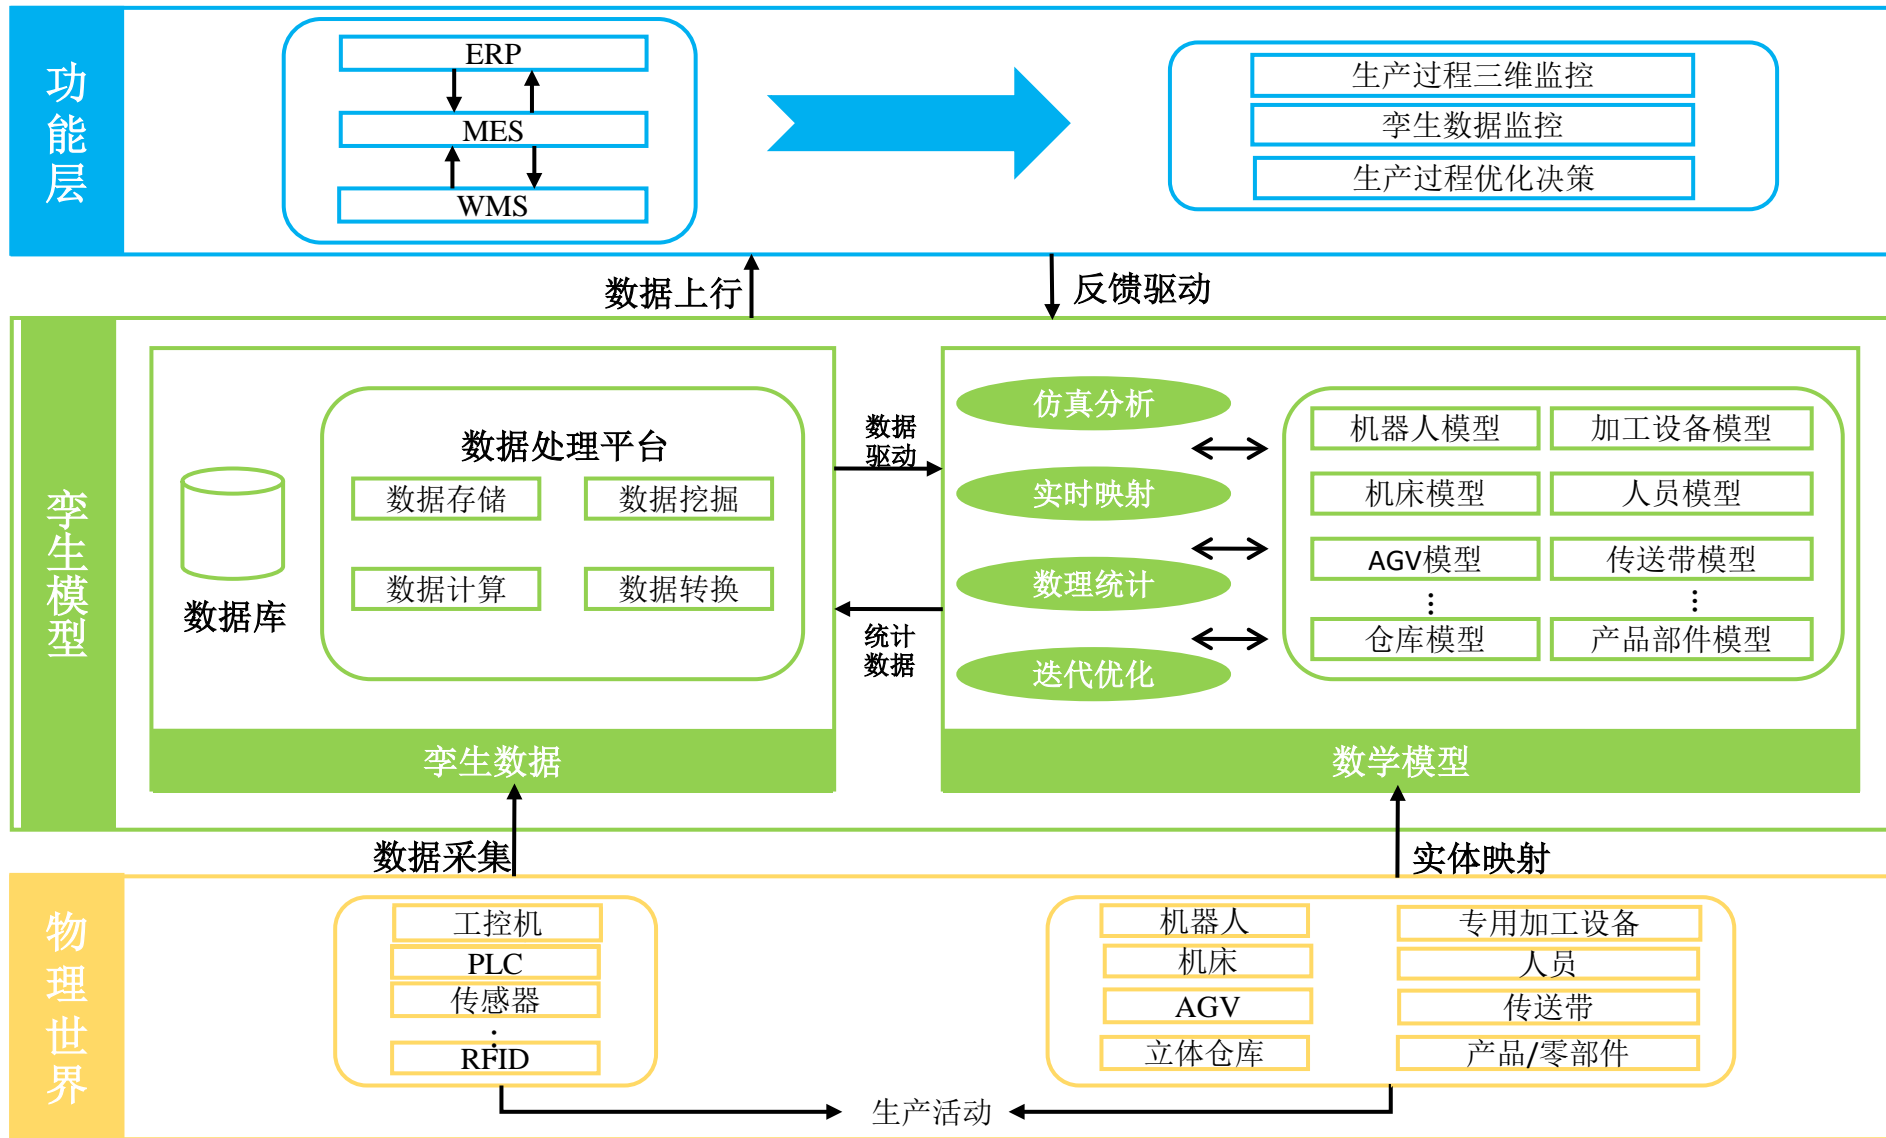 功能层
ERP
MES
WMS
生产过程三维监控
孪生数据监控
生产过程优化决策
数据上行
反馈驱动
孪生模型
数据库
数据处理平台
数据存储
数据挖掘
数据计算
数据转换
孪生数据
数据
驱动
统计
数据
仿真分析
实时映射
数理统计
迭代优化
机器人模型
加工设备模型
机床模型
人员模型
AGV模型
传送带模型
...
...
仓库模型
产品部件模型
数学模型
数据采集
实体映射
物理世界
工控机
PLC
传感器
...
RFID
机器人
专用加工设备
机床
人员
AGV
传送带
立体仓库
产品/零部件
生产活动